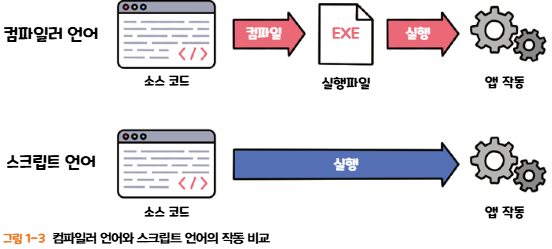 컴파일러 언어
컴파일
EXE
실행
소스 코드
실행파일
앱 작동
스크립트 언어
</>
실행
</>
소스 코드
앱 작동
그림 1-3 컴파일러 언어와 스크립트 언어의 작동 비교